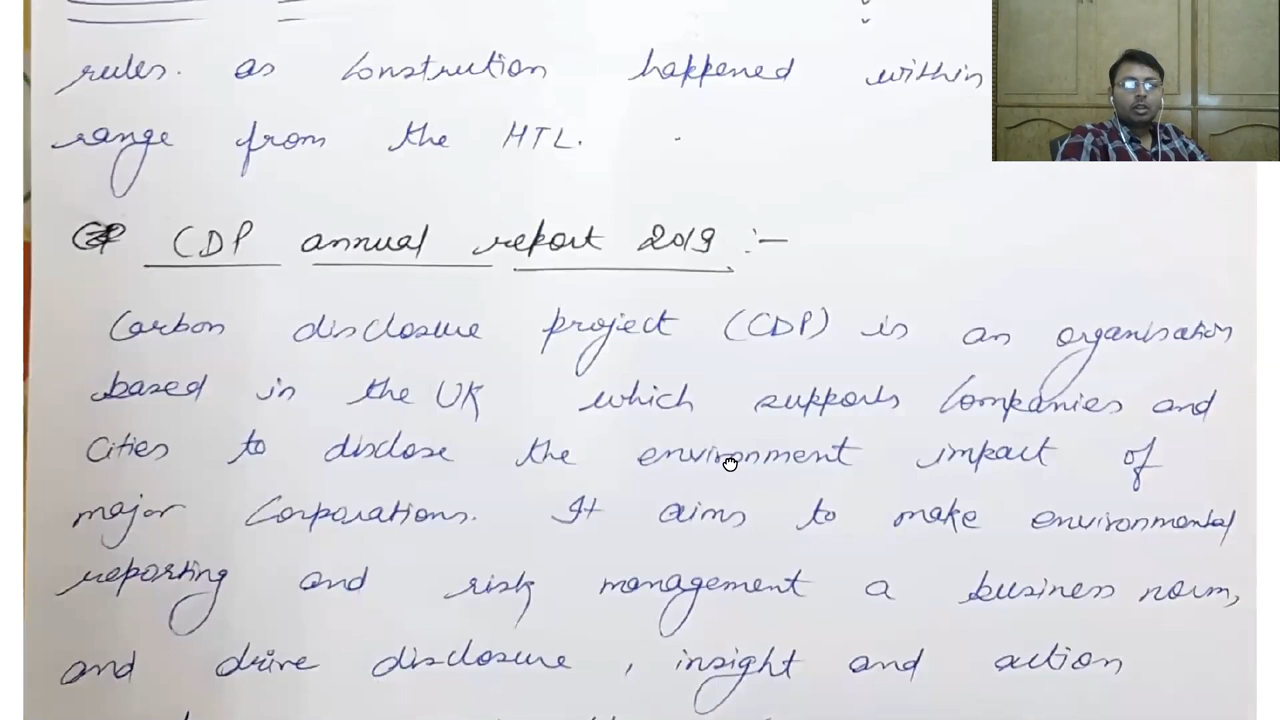 rules. as Construction happened within
range from the HTL.
CDP annual report 2019 :-
Carbon disclosure project (CDP) is an organisation
based in the UK which supports Companies and
Cities to disclose the environment impact of
major Corporations. It aims to make environmental
reporting and risk management a business norm,
and drive disclosure, insight and action